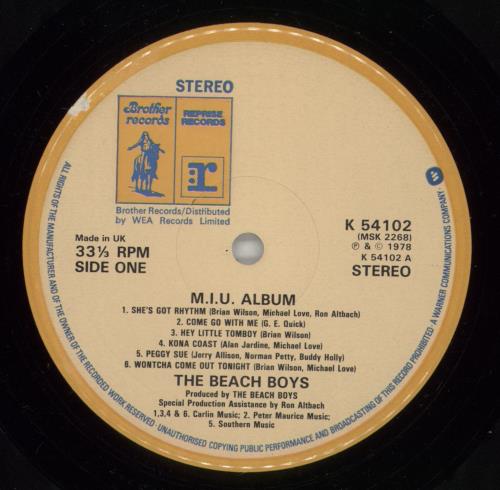 STEREO
Brother records
REPRISE RECORDS
r
Brother Records/Distributed
by WEA Records Limited
Made in UK
33⅓ RPM
SIDE ONE
K 54102
(MSK 2268)
℗ & © 1978
K 54102 A
STEREO
M.I.U. ALBUM
1. SHE'S GOT RHYTHM (Brian Wilson, Michael Love, Ron Altbach)
2. COME GO WITH ME (G. E. Quick)
3. HEY LITTLE TOMBOY (Brian Wilson)
4. KONA COAST (Alan Jardine, Michael Love)
5. PEGGY SUE (Jerry Allison, Norman Petty, Buddy Holly)
6. WONTCHA COME OUT TONIGHT (Brian Wilson, Michael Love)
THE BEACH BOYS
Produced by THE BEACH BOYS
Special Production Assistance by Ron Altbach
1,3,4 & 6. Carlin Music; 2. Peter Maurice Music;
5. Southern Music
ALL RIGHTS OF THE MANUFACTURER AND OF THE OWNER OF THE RECORDED WORK RESERVED · UNAUTHORISED COPYING PUBLIC PERFORMANCE AND BROADCASTING OF THIS RECORD PROHIBITED · A WARNER COMMUNICATIONS COMPANY ·